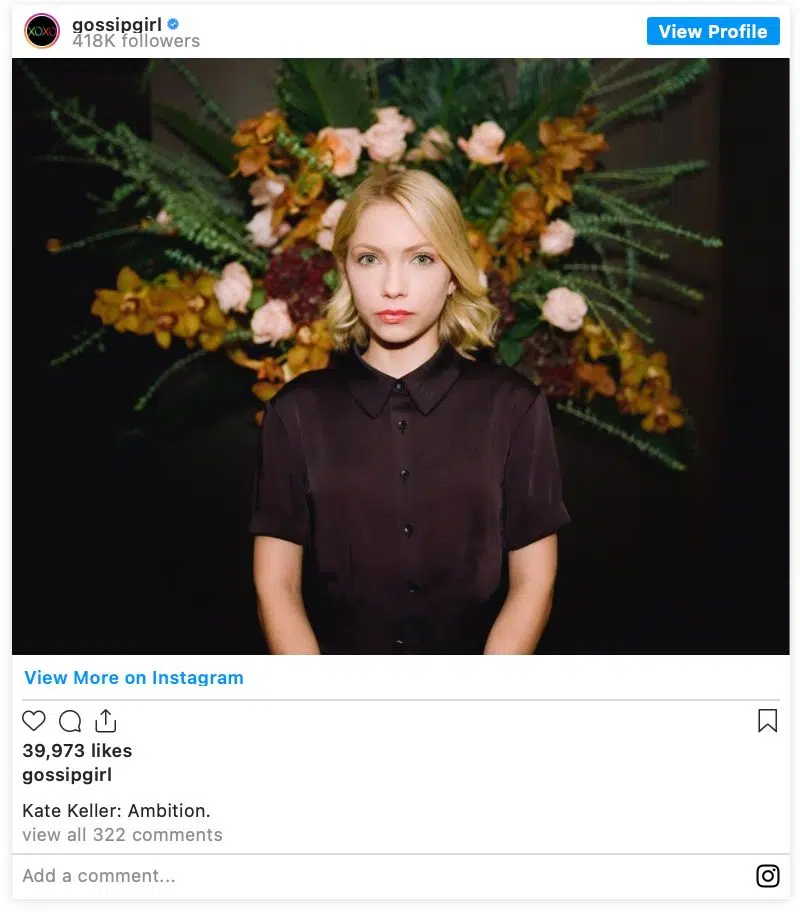 XOXO
gossipgirl
418K followers
View Profile
View More on Instagram
39,973 likes
gossipgirl
Kate Keller: Ambition.
view all 322 comments
Add a comment...